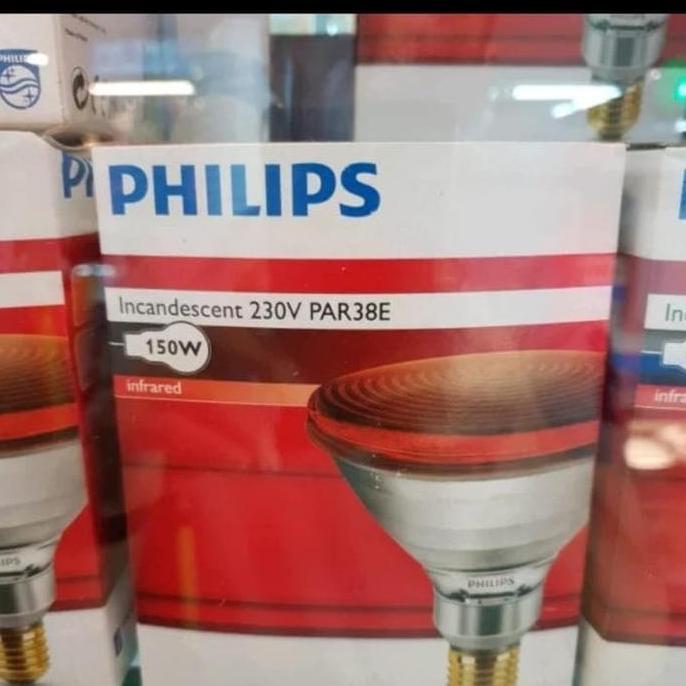 PHILIPS
Incandescent 230V PAR38E
150W
infrared
PHILIPS